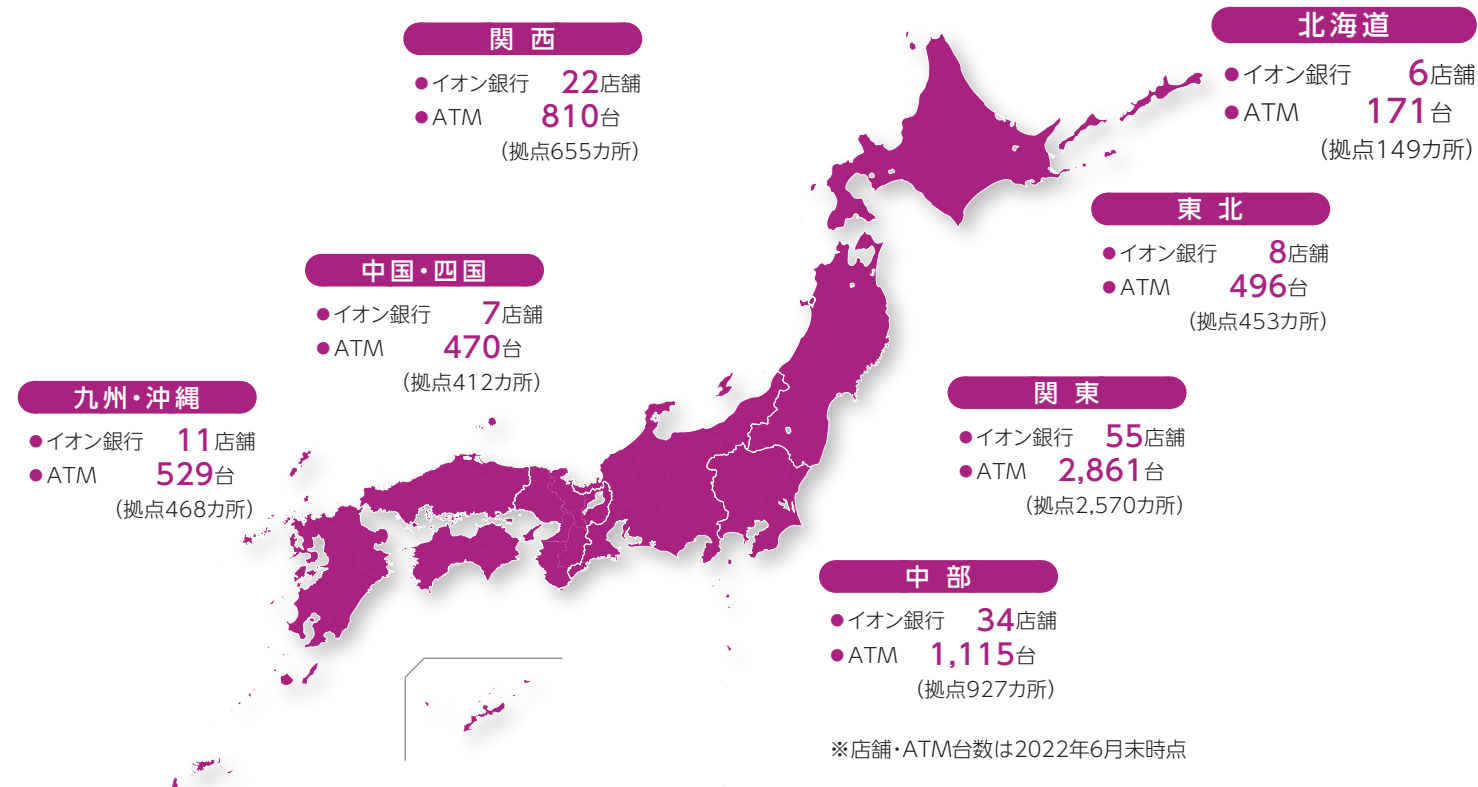 関西
●イオン銀行 22店舗
●ATM 810台
(拠点655カ所)
北海道
●イオン銀行 6店舗
●ATM 171台
(拠点149カ所)
東北
●イオン銀行 8店舗
●ATM 496台
(拠点453カ所)
中国・四国
●イオン銀行 7店舗
●ATM 470台
(拠点412カ所)
九州・沖縄
●イオン銀行 11店舗
●ATM 529台
(拠点468カ所)
関東
●イオン銀行 55店舗
●ATM 2,861台
(拠点2,570カ所)
中部
●イオン銀行 34店舗
●ATM 1,115台
(拠点927カ所)
※店舗・ATM台数は2022年6月末時点